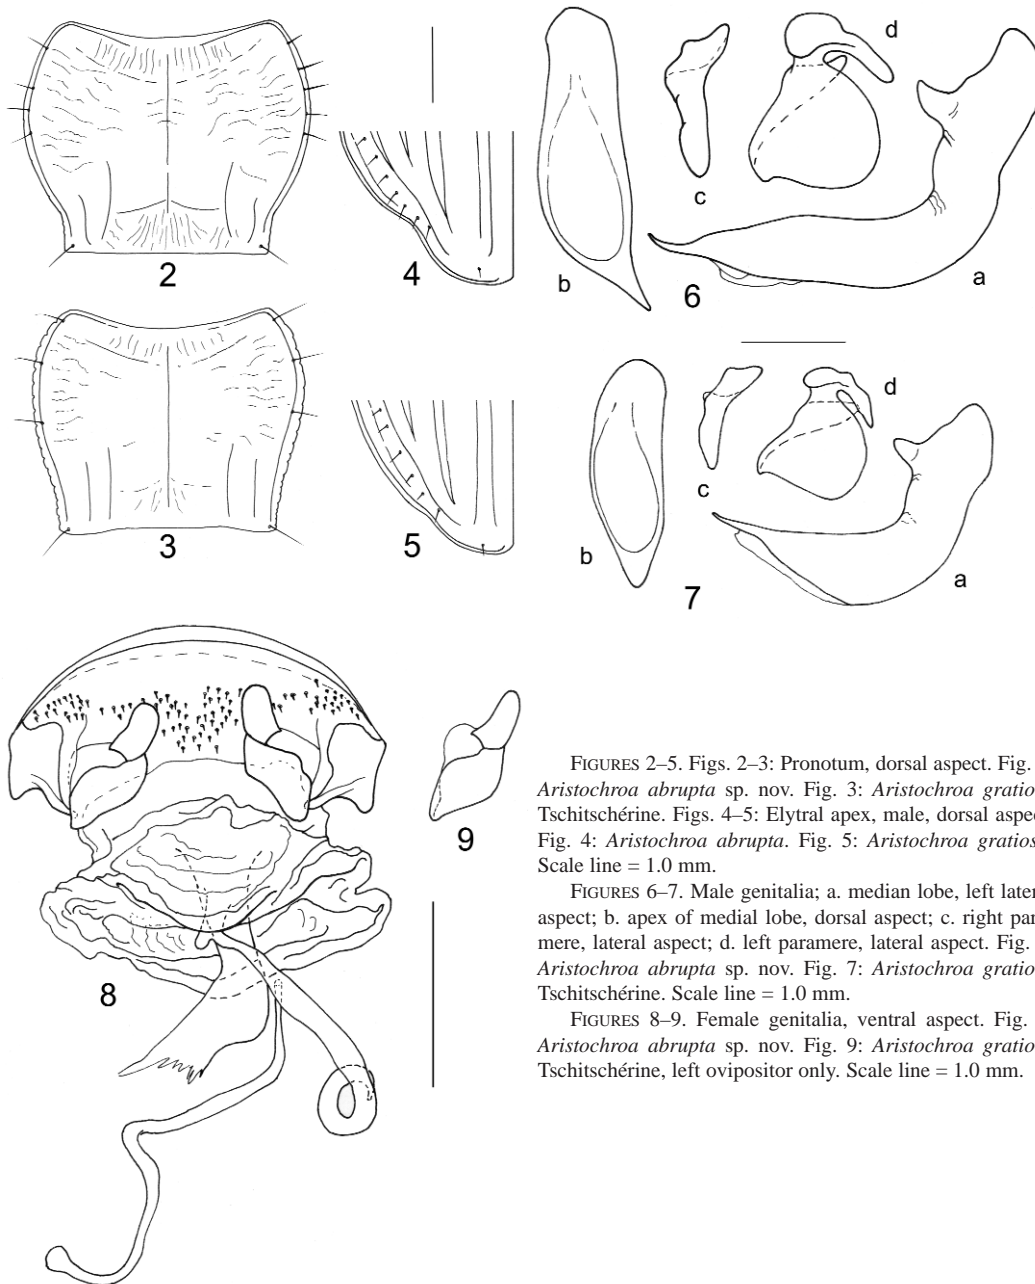 d
c
2
4
b
6
a
d
c
3
5
b
7
a
8
9
FIGURES 2–5. Figs. 2–3: Pronotum, dorsal aspect. Fig.
Aristochroa abrupta sp. nov. Fig. 3: Aristochroa gratio
Tschitschérine. Figs. 4–5: Elytral apex, male, dorsal aspe
Fig. 4: Aristochroa abrupta. Fig. 5: Aristochroa gratios
Scale line = 1.0 mm.
FIGURES 6–7. Male genitalia; a. median lobe, left later
aspect; b. apex of medial lobe, dorsal aspect; c. right par
mere, lateral aspect; d. left paramere, lateral aspect. Fig.
Aristochroa abrupta sp. nov. Fig. 7: Aristochroa gratio
Tschitschérine. Scale line = 1.0 mm.
FIGURES 8–9. Female genitalia, ventral aspect. Fig.
Aristochroa abrupta sp. nov. Fig. 9: Aristochroa gratio
Tschitschérine, left ovipositor only. Scale line = 1.0 mm.